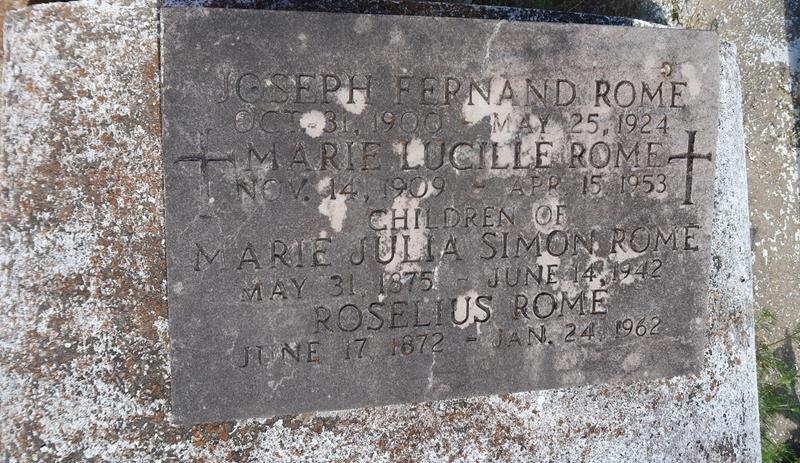 JOSEPH FERNAND ROME
OCT. 31, 1900 - MAY 25, 1924
MARIE LUCILLE ROME
NOV. 14, 1909 - APR. 15, 1953
CHILDREN OF
MARIE JULIA SIMON ROME
MAY 31, 1875 - JUNE 14, 1942
ROSELIUS ROME
JUNE 17, 1872 - JAN. 24, 1962